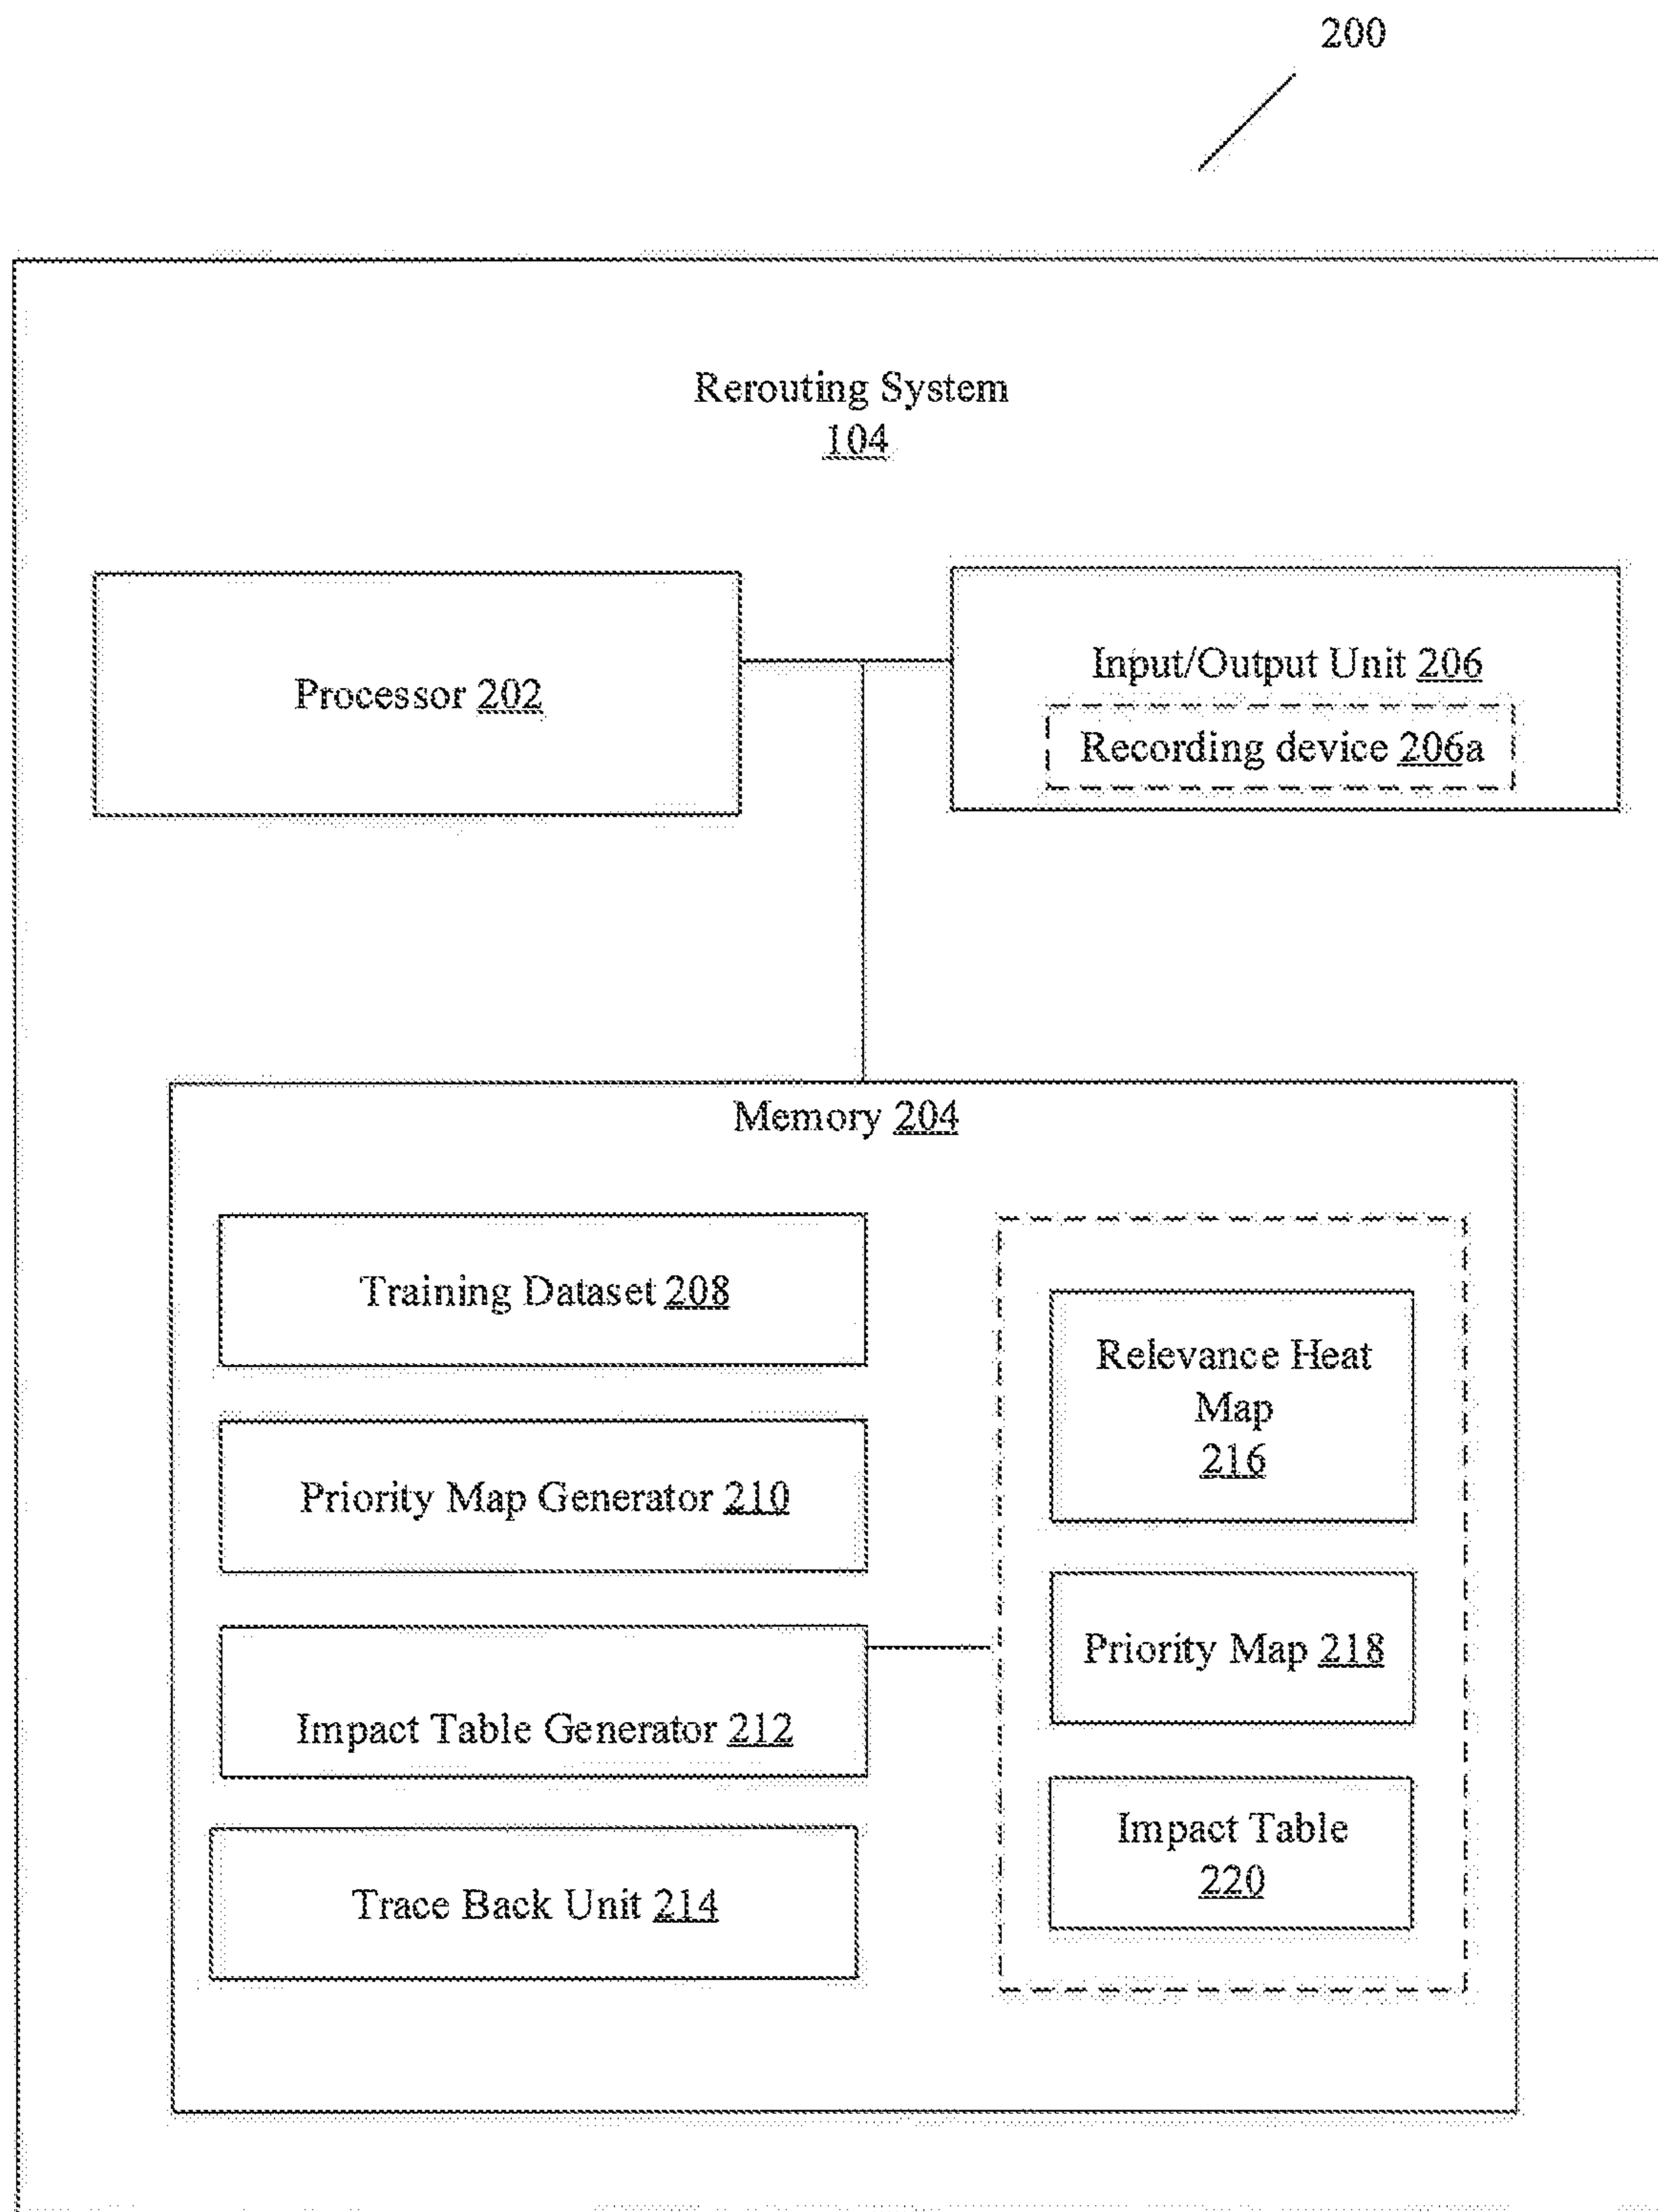 200
Rerouting System
104
Processor 202
Input/Output Unit 206
Recording device 206a
Memory 204
Training Dataset 208
Priority Map Generator 210
Impact Table Generator 212
Trace Back Unit 214
Relevance Heat
Map
216
Priority Map 218
Impact Table
220